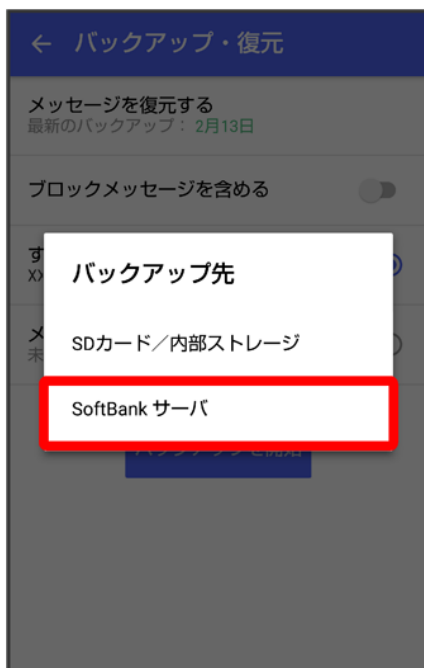 バックアップ・復元
メッセージを復元する
最新のバックアップ： 2月13日
ブロックメッセージを含める
す
バックアップ先
SDカード／内部ストレージ
メ
未
SoftBank サーバ